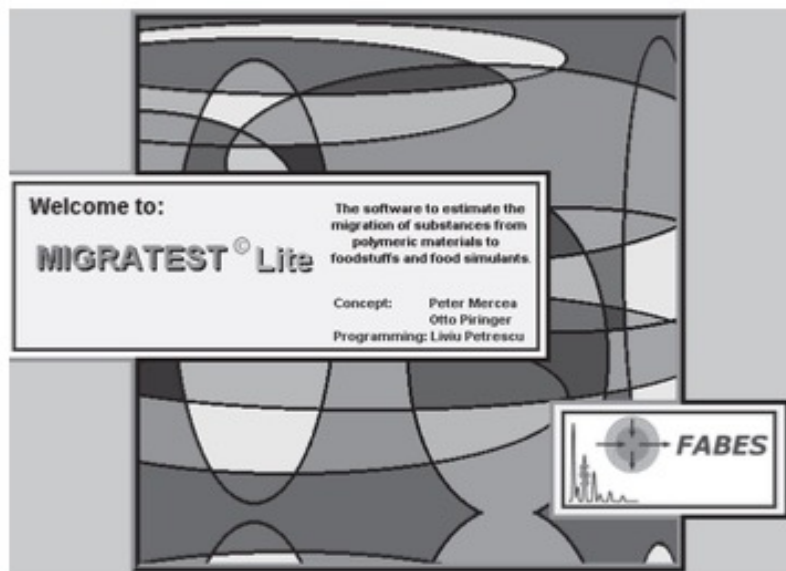 Welcome to:
MIGRATEST © Lite
The software to estimate the
migration of substances from
polymeric materials to
foodstuffs and food simulants.
Concept: Peter Mercea
Otto Piringer
Programming: Liviu Petrescu
FABES